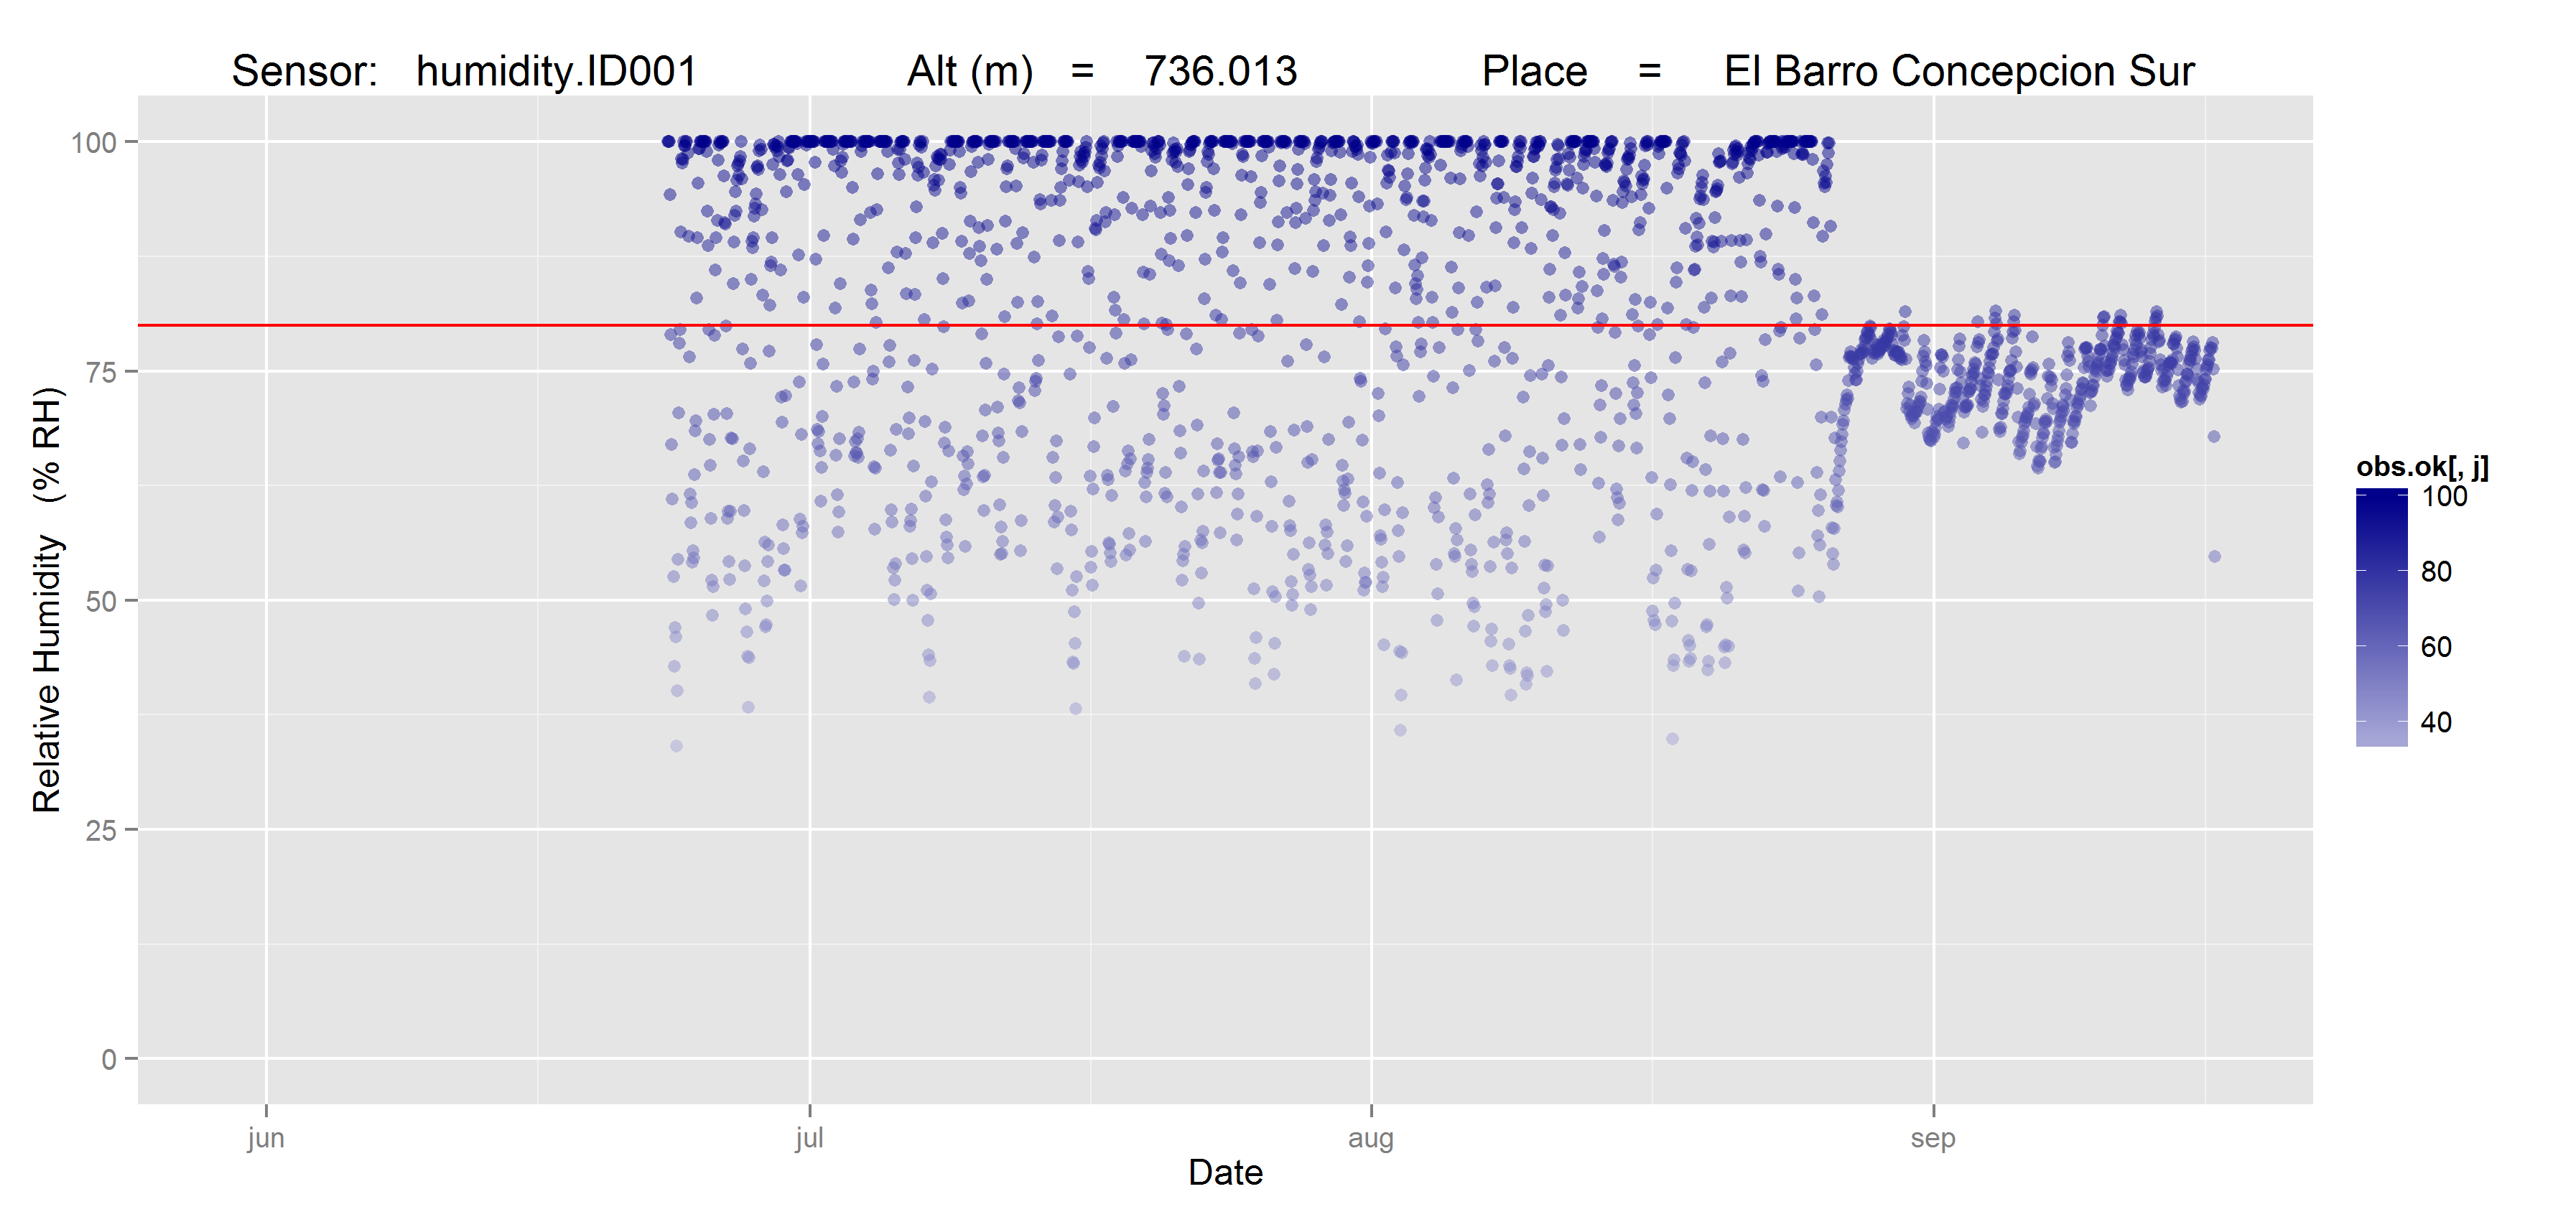 Sensor: humidity.ID001 Alt (m) = 736.013 Place = El Barro Concepcion Sur
100
75
50
25
0
Relative Humidity (% RH)
jun jul aug sep
Date
obs.ok[, j]
100
80
60
40